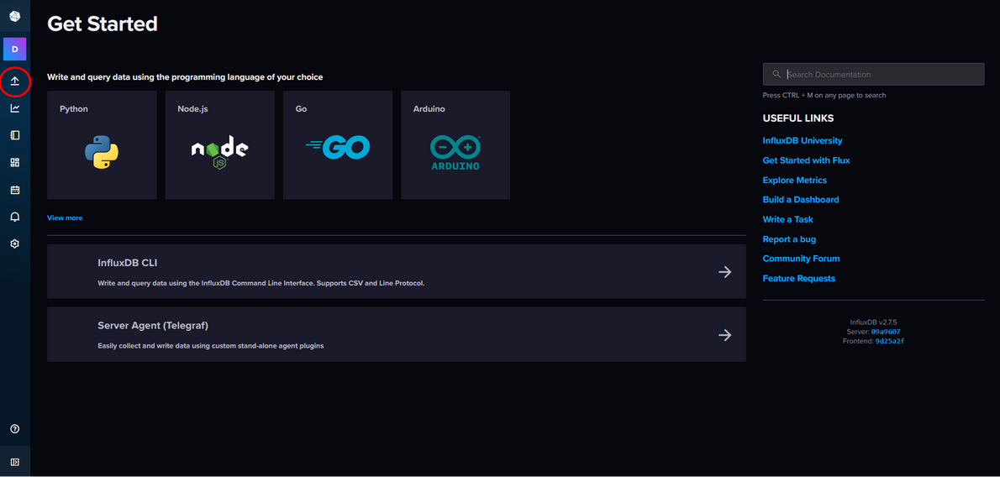 Get Started
D
Write and query data using the programming language of your choice
Python
Node.js
Go
Arduino
node
JS
GO
ARDUINO
View more
InfluxDB CLI
Write and query data using the InfluxDB Command Line Interface. Supports CSV and Line Protocol.
Server Agent (Telegraf)
Easily collect and write data using custom stand-alone agent plugins
Search Documentation
Press CTRL + M on any page to search
USEFUL LINKS
InfluxDB University
Get Started with Flux
Explore Metrics
Build a Dashboard
Write a Task
Report a bug
Community Forum
Feature Requests
InfluxDB v2.7.5
Server: 09a9607
Frontend: 9d25a2f